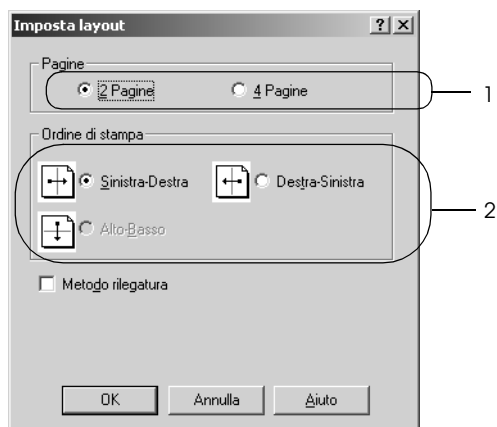 Imposta layout ? ×
Pagine
2 Pagine 4 Pagine 1
Ordine di stampa
Sinistra-Destra Destra-Sinistra
2
Alto-Basso
Metodo rilegatura
OK Annulla Aiuto